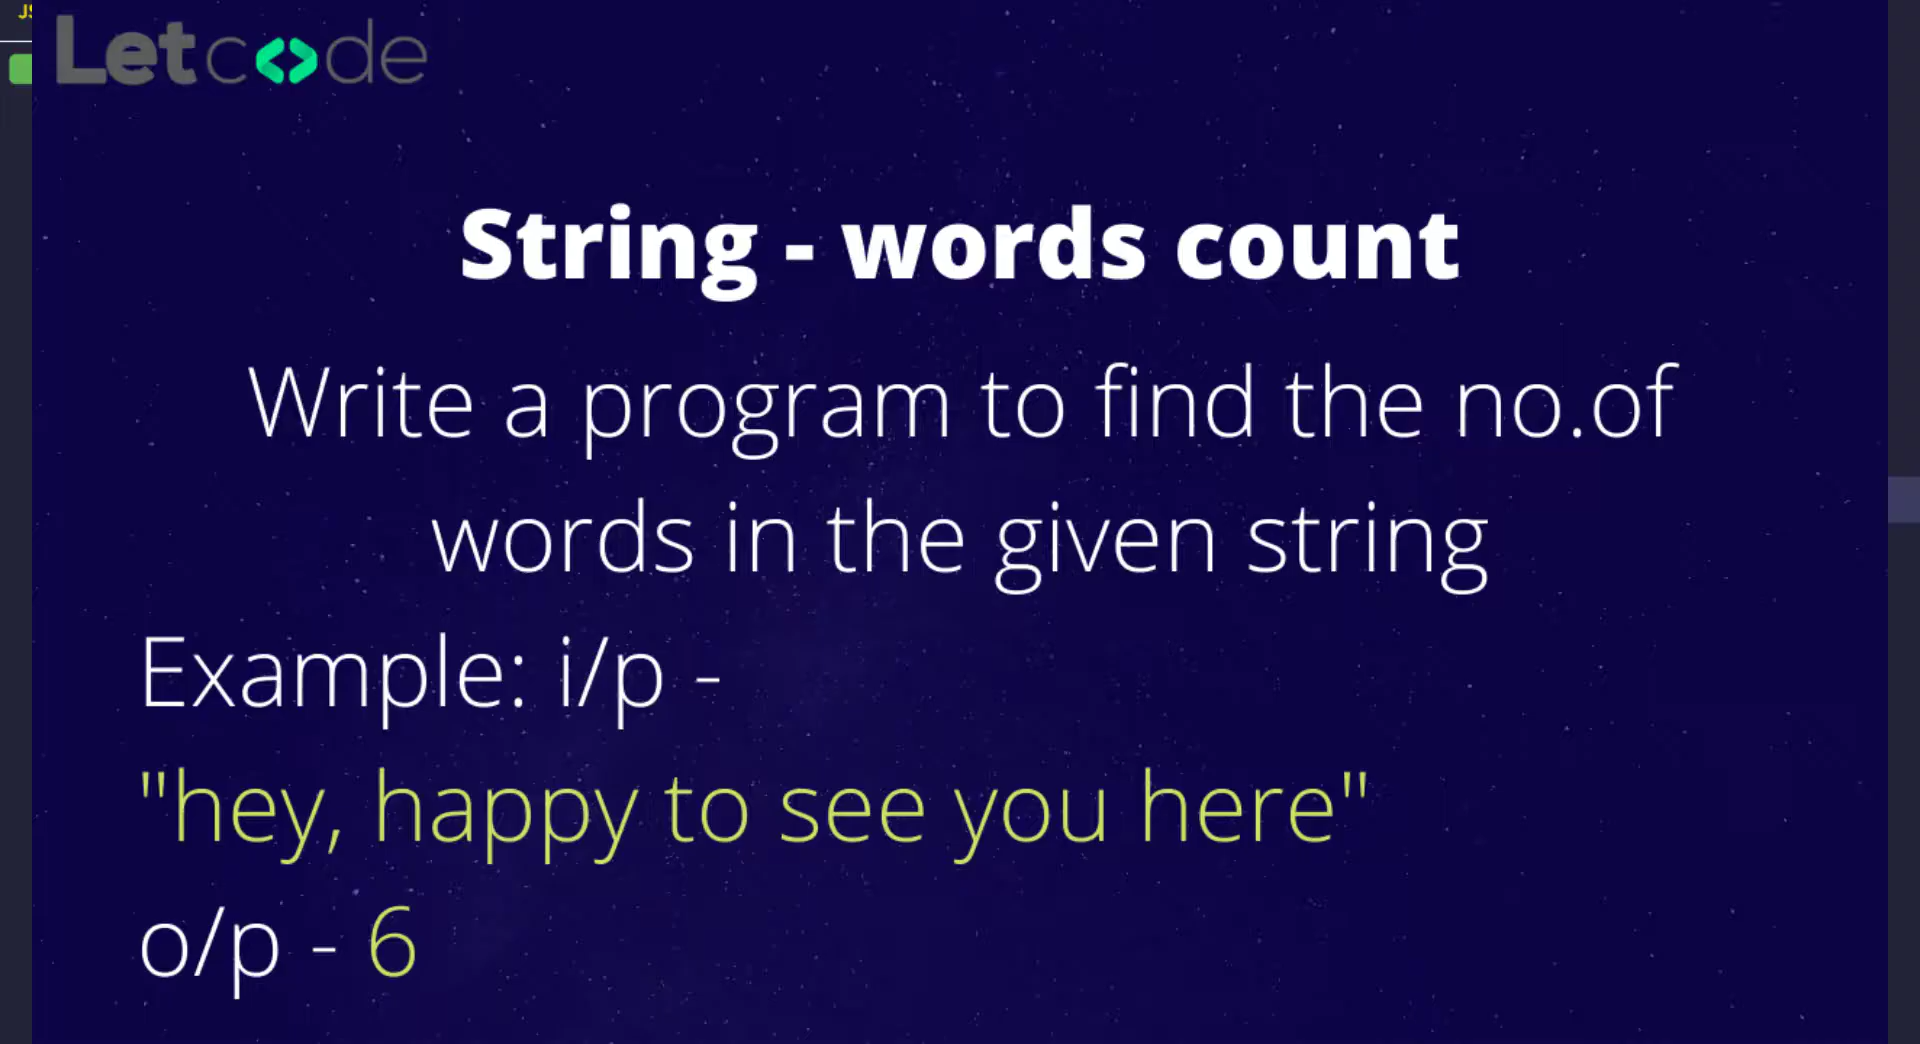 JS
Letcode
String - words count
Write a program to find the no.of
words in the given string
Example: i/p -
"hey, happy to see you here"
o/p - 6